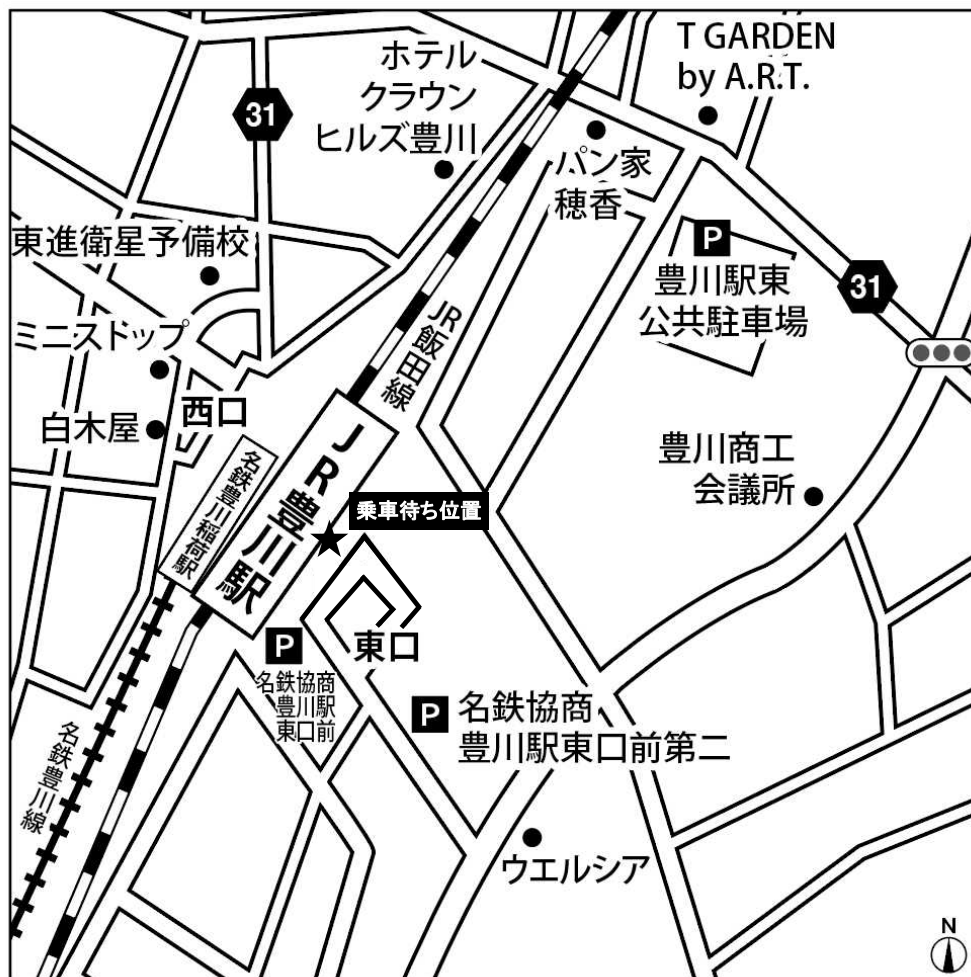 T GARDEN
by A.R.T.
ホテル
クラウン
ヒルズ豊川
31
パン家
穂香
東進衛星予備校
P
豊川駅東
公共駐車場
31
ミニストップ
JR飯田線
白木屋
西口
名鉄豊川稲荷駅
JR豊川駅
乗車待ち位置
豊川商工
会議所
東口
P
名鉄協商
豊川駅
東口前
P
名鉄協商
豊川駅東口前第二
名鉄豊川線
ウエルシア
N